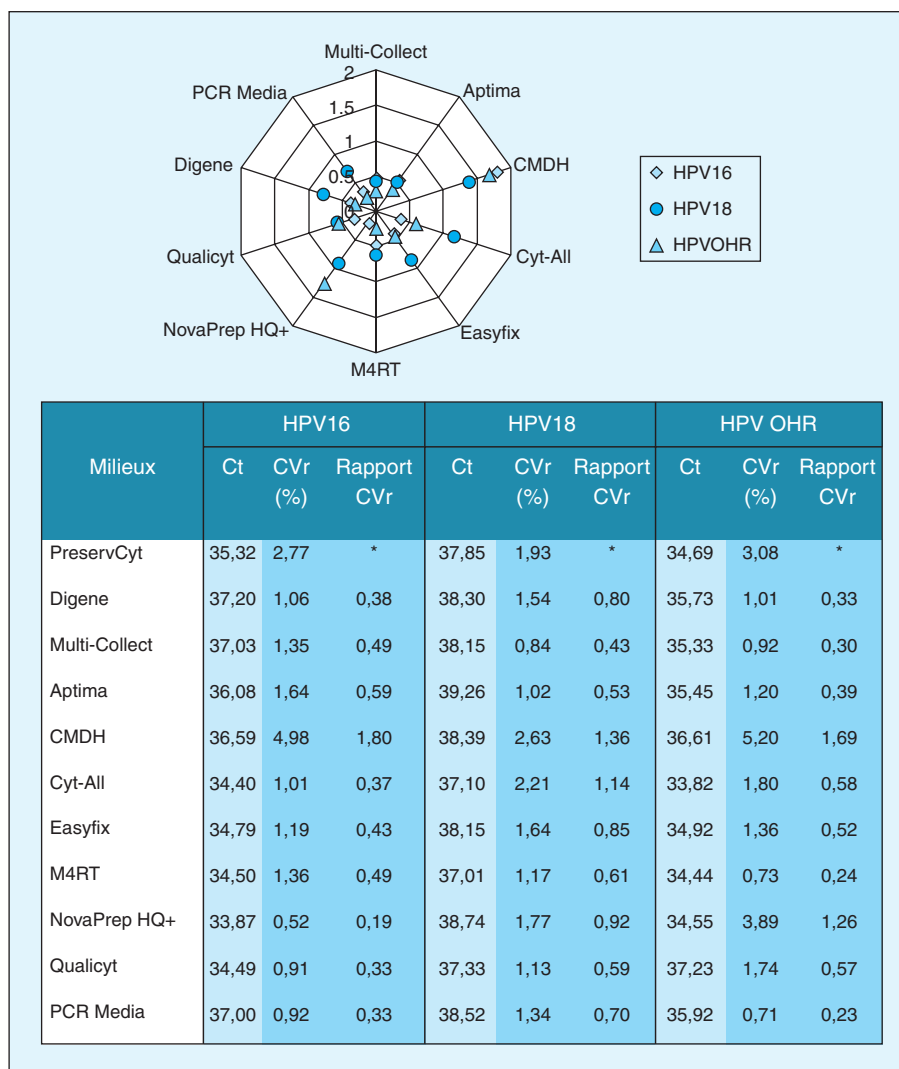 Multi-Collect
2
PCR Media
Aptima
1.5
1
Digene
CMDH
0.5
0
HPV16
HPV18
HPVOHR
Qualicyt
Cyt-All
NovaPrep HQ+
Easyfix
M4RT
Milieux HPV16 HPV18 HPV OHR
Ct CVr (%) Rapport CVr Ct CVr (%) Rapport CVr Ct CVr (%) Rapport CVr
PreservCyt 35,32 2,77 * 37,85 1,93 * 34,69 3,08 *
Digene 37,20 1,06 0,38 38,30 1,54 0,80 35,73 1,01 0,33
Multi-Collect 37,03 1,35 0,49 38,15 0,84 0,43 35,33 0,92 0,30
Aptima 36,08 1,64 0,59 39,26 1,02 0,53 35,45 1,20 0,39
CMDH 36,59 4,98 1,80 38,39 2,63 1,36 36,61 5,20 1,69
Cyt-All 34,40 1,01 0,37 37,10 2,21 1,14 33,82 1,80 0,58
Easyfix 34,79 1,19 0,43 38,15 1,64 0,85 34,92 1,36 0,52
M4RT 34,50 1,36 0,49 37,01 1,17 0,61 34,44 0,73 0,24
NovaPrep HQ+ 33,87 0,52 0,19 38,74 1,77 0,92 34,55 3,89 1,26
Qualicyt 34,49 0,91 0,33 37,33 1,13 0,59 37,23 1,74 0,57
PCR Media 37,00 0,92 0,33 38,52 1,34 0,70 35,92 0,71 0,23